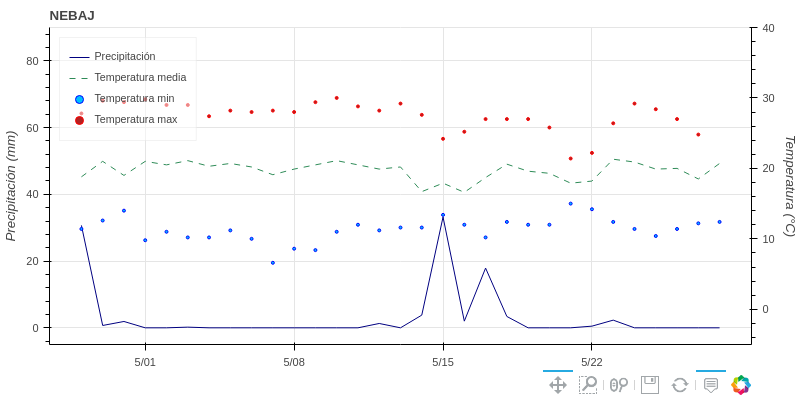 NEBAJ
Precipitación
Temperatura media
Temperatura min
Temperatura max
80
60
40
20
0
Precipitación (mm)
40
30
20
10
0
Temperatura (°C)
5/01
5/08
5/15
5/22